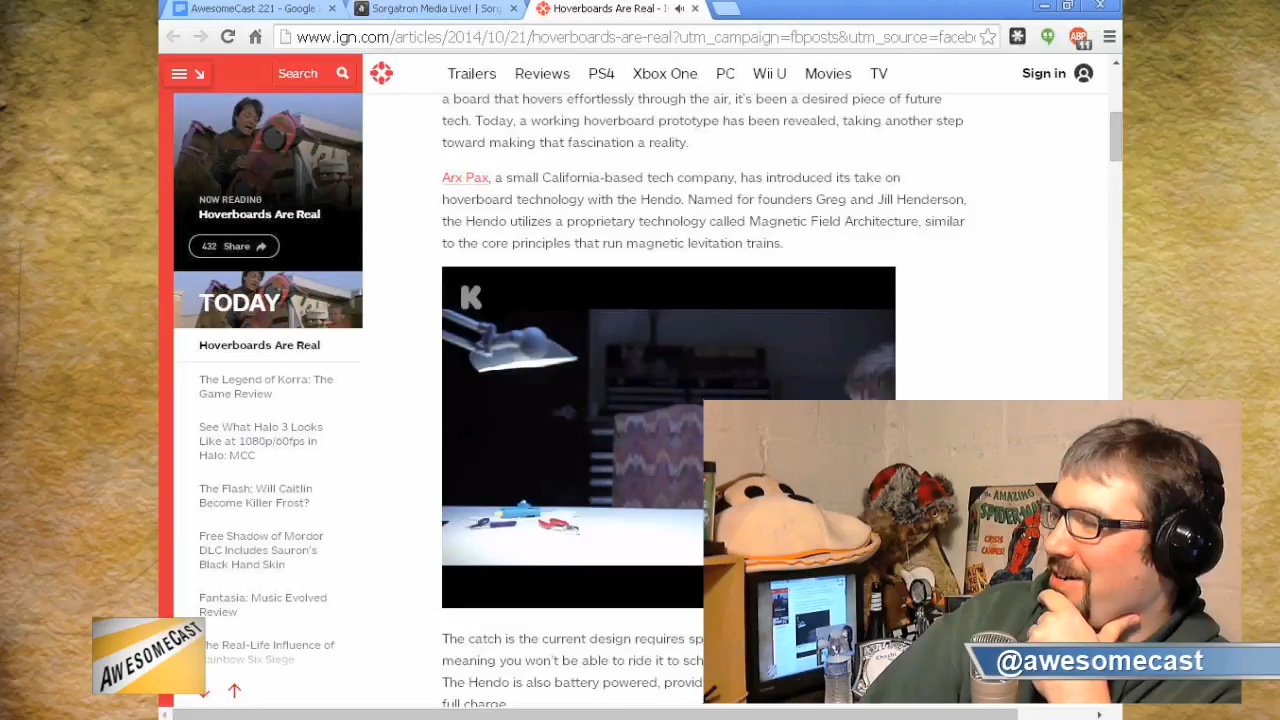 AwesomeCast 221 - Google
Sorgatron Media Live! | Sorg
Hoverboards Are Real - I
www.ign.com/articles/2014/10/21/hoverboards-are-real?utm_campaign=fbposts&utm_source=faceb
ABP
11
Search
Trailers
Reviews
PS4
Xbox One
PC
Wii U
Movies
TV
Sign in
NOW READING
Hoverboards Are Real
432 Share
TODAY
Hoverboards Are Real
The Legend of Korra: The
Game Review
See What Halo 3 Looks
Like at 1080p/60fps in
Halo: MCC
The Flash: Will Caitlin
Become Killer Frost?
Free Shadow of Mordor
DLC Includes Sauron's
Black Hand Skin
Fantasia: Music Evolved
Review
The Real-Life Influence of
Rainbow Six Siege
a board that hovers effortlessly through the air, it's been a desired piece of future
tech. Today, a working hoverboard prototype has been revealed, taking another step
toward making that fascination a reality.
Arx Pax, a small California-based tech company, has introduced its take on
hoverboard technology with the Hendo. Named for founders Greg and Jill Henderson,
the Hendo utilizes a proprietary technology called Magnetic Field Architecture, similar
to the core principles that run magnetic levitation trains.
K
The catch is the current design requires sp
meaning you won't be able to ride it to sch
The Hendo is also battery powered, provid
full charge.
THE AMAZING
SPIDER-MAN
CRISIS
ON
CAMPUS!
AWESOMECAST
@awesomecast